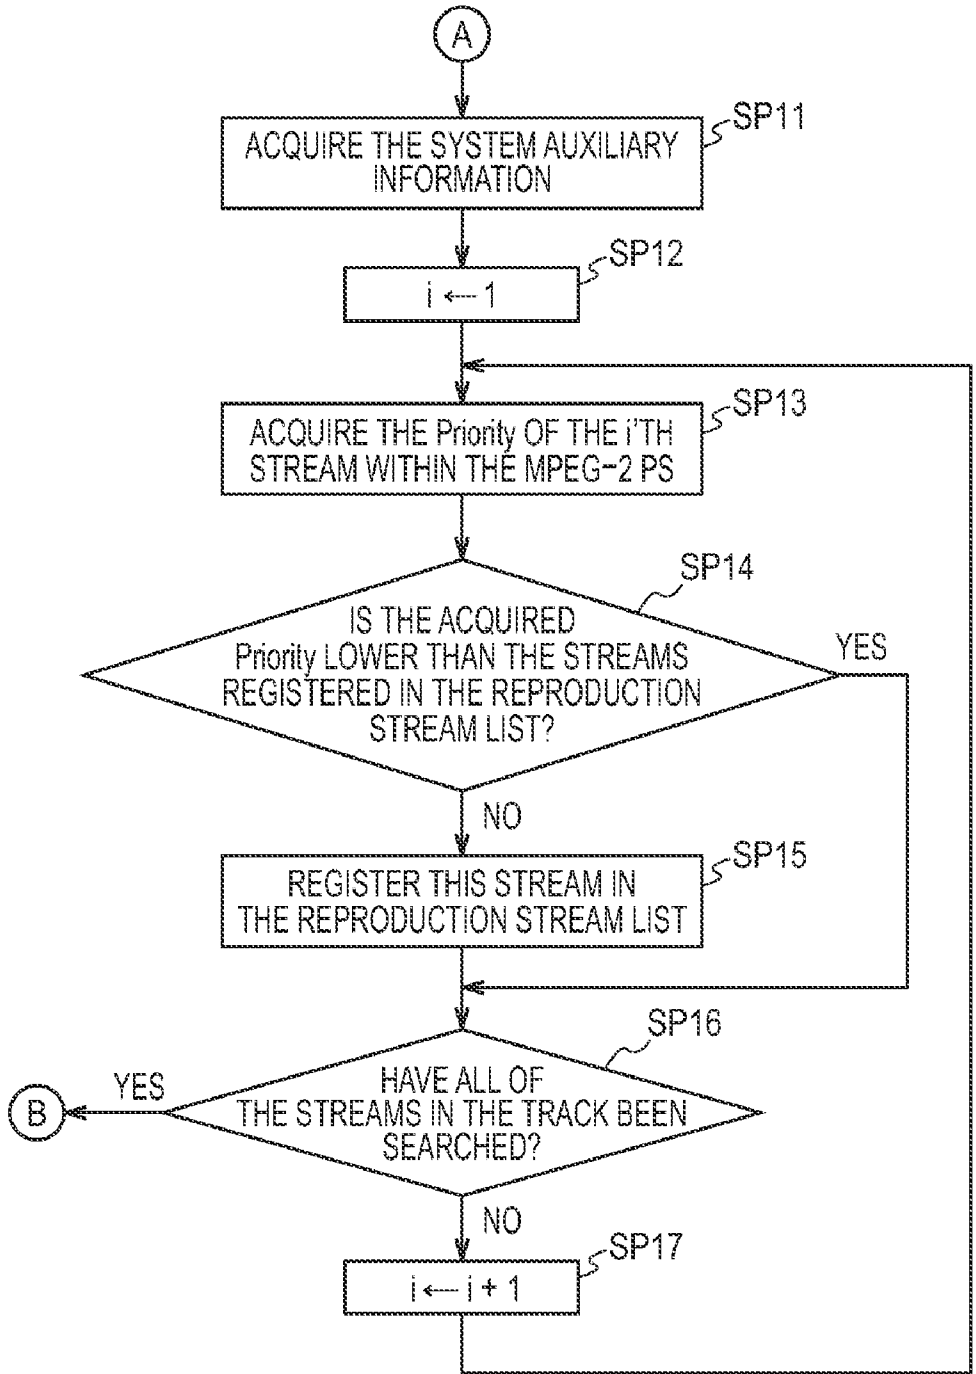 A
SP11
ACQUIRE THE SYSTEM AUXILIARY
INFORMATION
SP12
i ← 1
SP13
ACQUIRE THE Priority OF THE i'TH
STREAM WITHIN THE MPEG-2 PS
SP14
IS THE ACQUIRED
Priority LOWER THAN THE STREAMS
REGISTERED IN THE REPRODUCTION
STREAM LIST?
YES
NO
SP15
REGISTER THIS STREAM IN
THE REPRODUCTION STREAM LIST
SP16
HAVE ALL OF
THE STREAMS IN THE TRACK BEEN
SEARCHED?
YES
B
NO
SP17
i ← i + 1